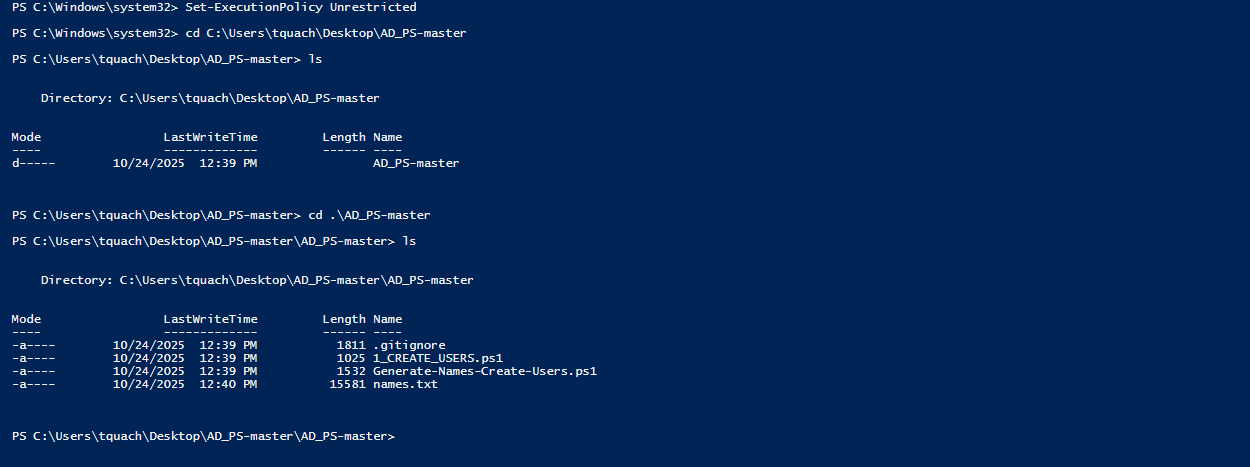 PS C:\Windows\system32> Set-ExecutionPolicy Unrestricted
PS C:\Windows\system32> cd C:\Users\tquach\Desktop\AD_PS-master
PS C:\Users\tquach\Desktop\AD_PS-master> ls
Directory: C:\Users\tquach\Desktop\AD_PS-master
Mode LastWriteTime Length Name
---- ------------- ------ ----
d----- 10/24/2025 12:39 PM AD_PS-master
PS C:\Users\tquach\Desktop\AD_PS-master> cd .\AD_PS-master
PS C:\Users\tquach\Desktop\AD_PS-master\AD_PS-master> ls
Directory: C:\Users\tquach\Desktop\AD_PS-master\AD_PS-master
Mode LastWriteTime Length Name
---- ------------- ------ ----
-a---- 10/24/2025 12:39 PM 1811 .gitignore
-a---- 10/24/2025 12:39 PM 1025 1_CREATE_USERS.ps1
-a---- 10/24/2025 12:39 PM 1532 Generate-Names-Create-Users.ps1
-a---- 10/24/2025 12:40 PM 15581 names.txt
PS C:\Users\tquach\Desktop\AD_PS-master\AD_PS-master>